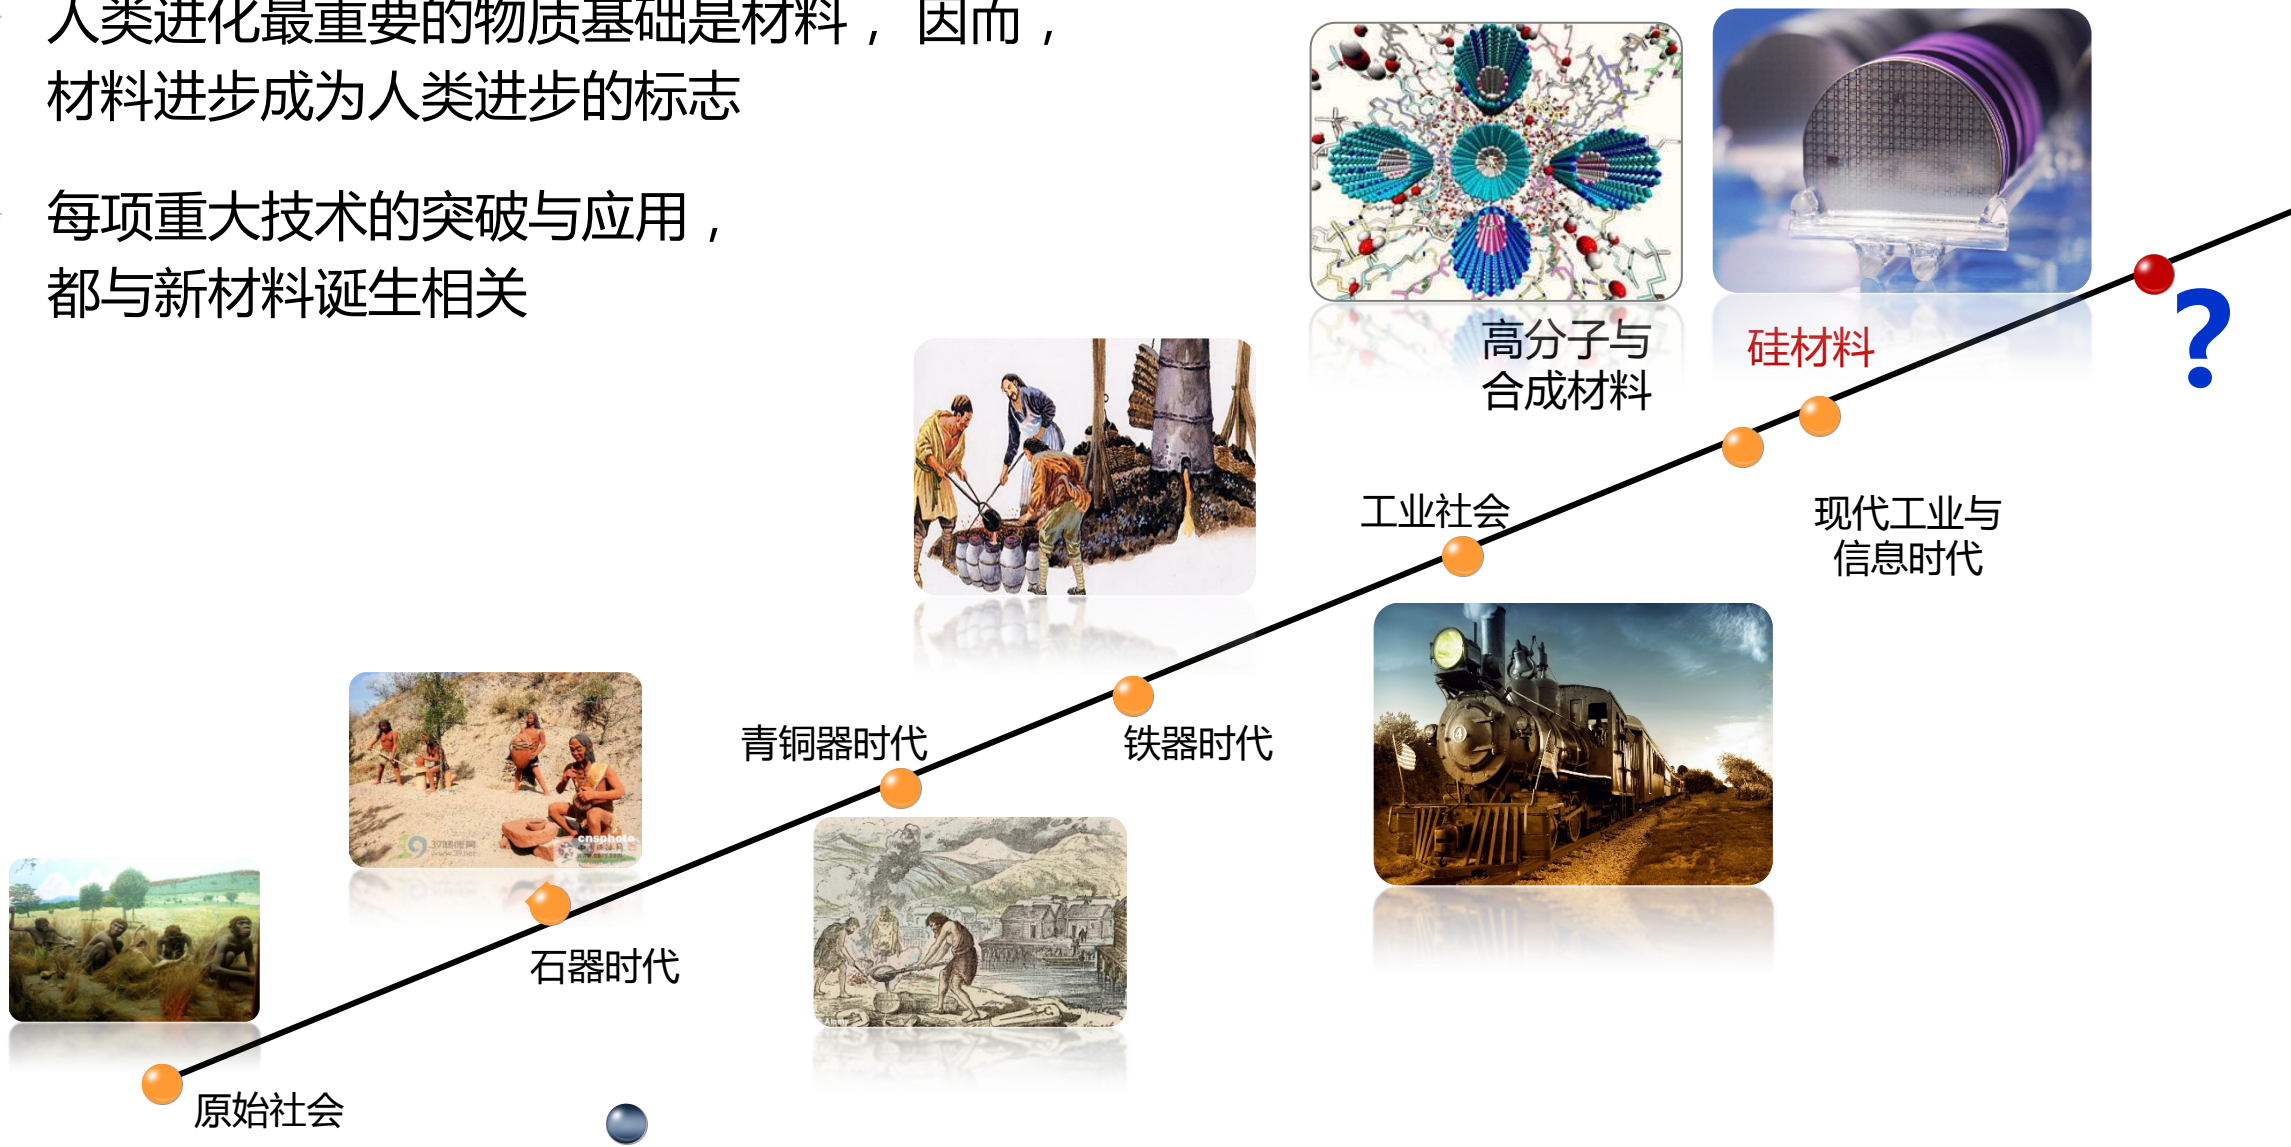 人类进化最重要的物质基础是材料，因而，
材料进步成为人类进步的标志
每项重大技术的突破与应用，
都与新材料诞生相关
高分子与
合成材料
硅材料
?
工业社会
现代工业与
信息时代
青铜器时代
铁器时代
石器时代
原始社会
cnsphoto
4